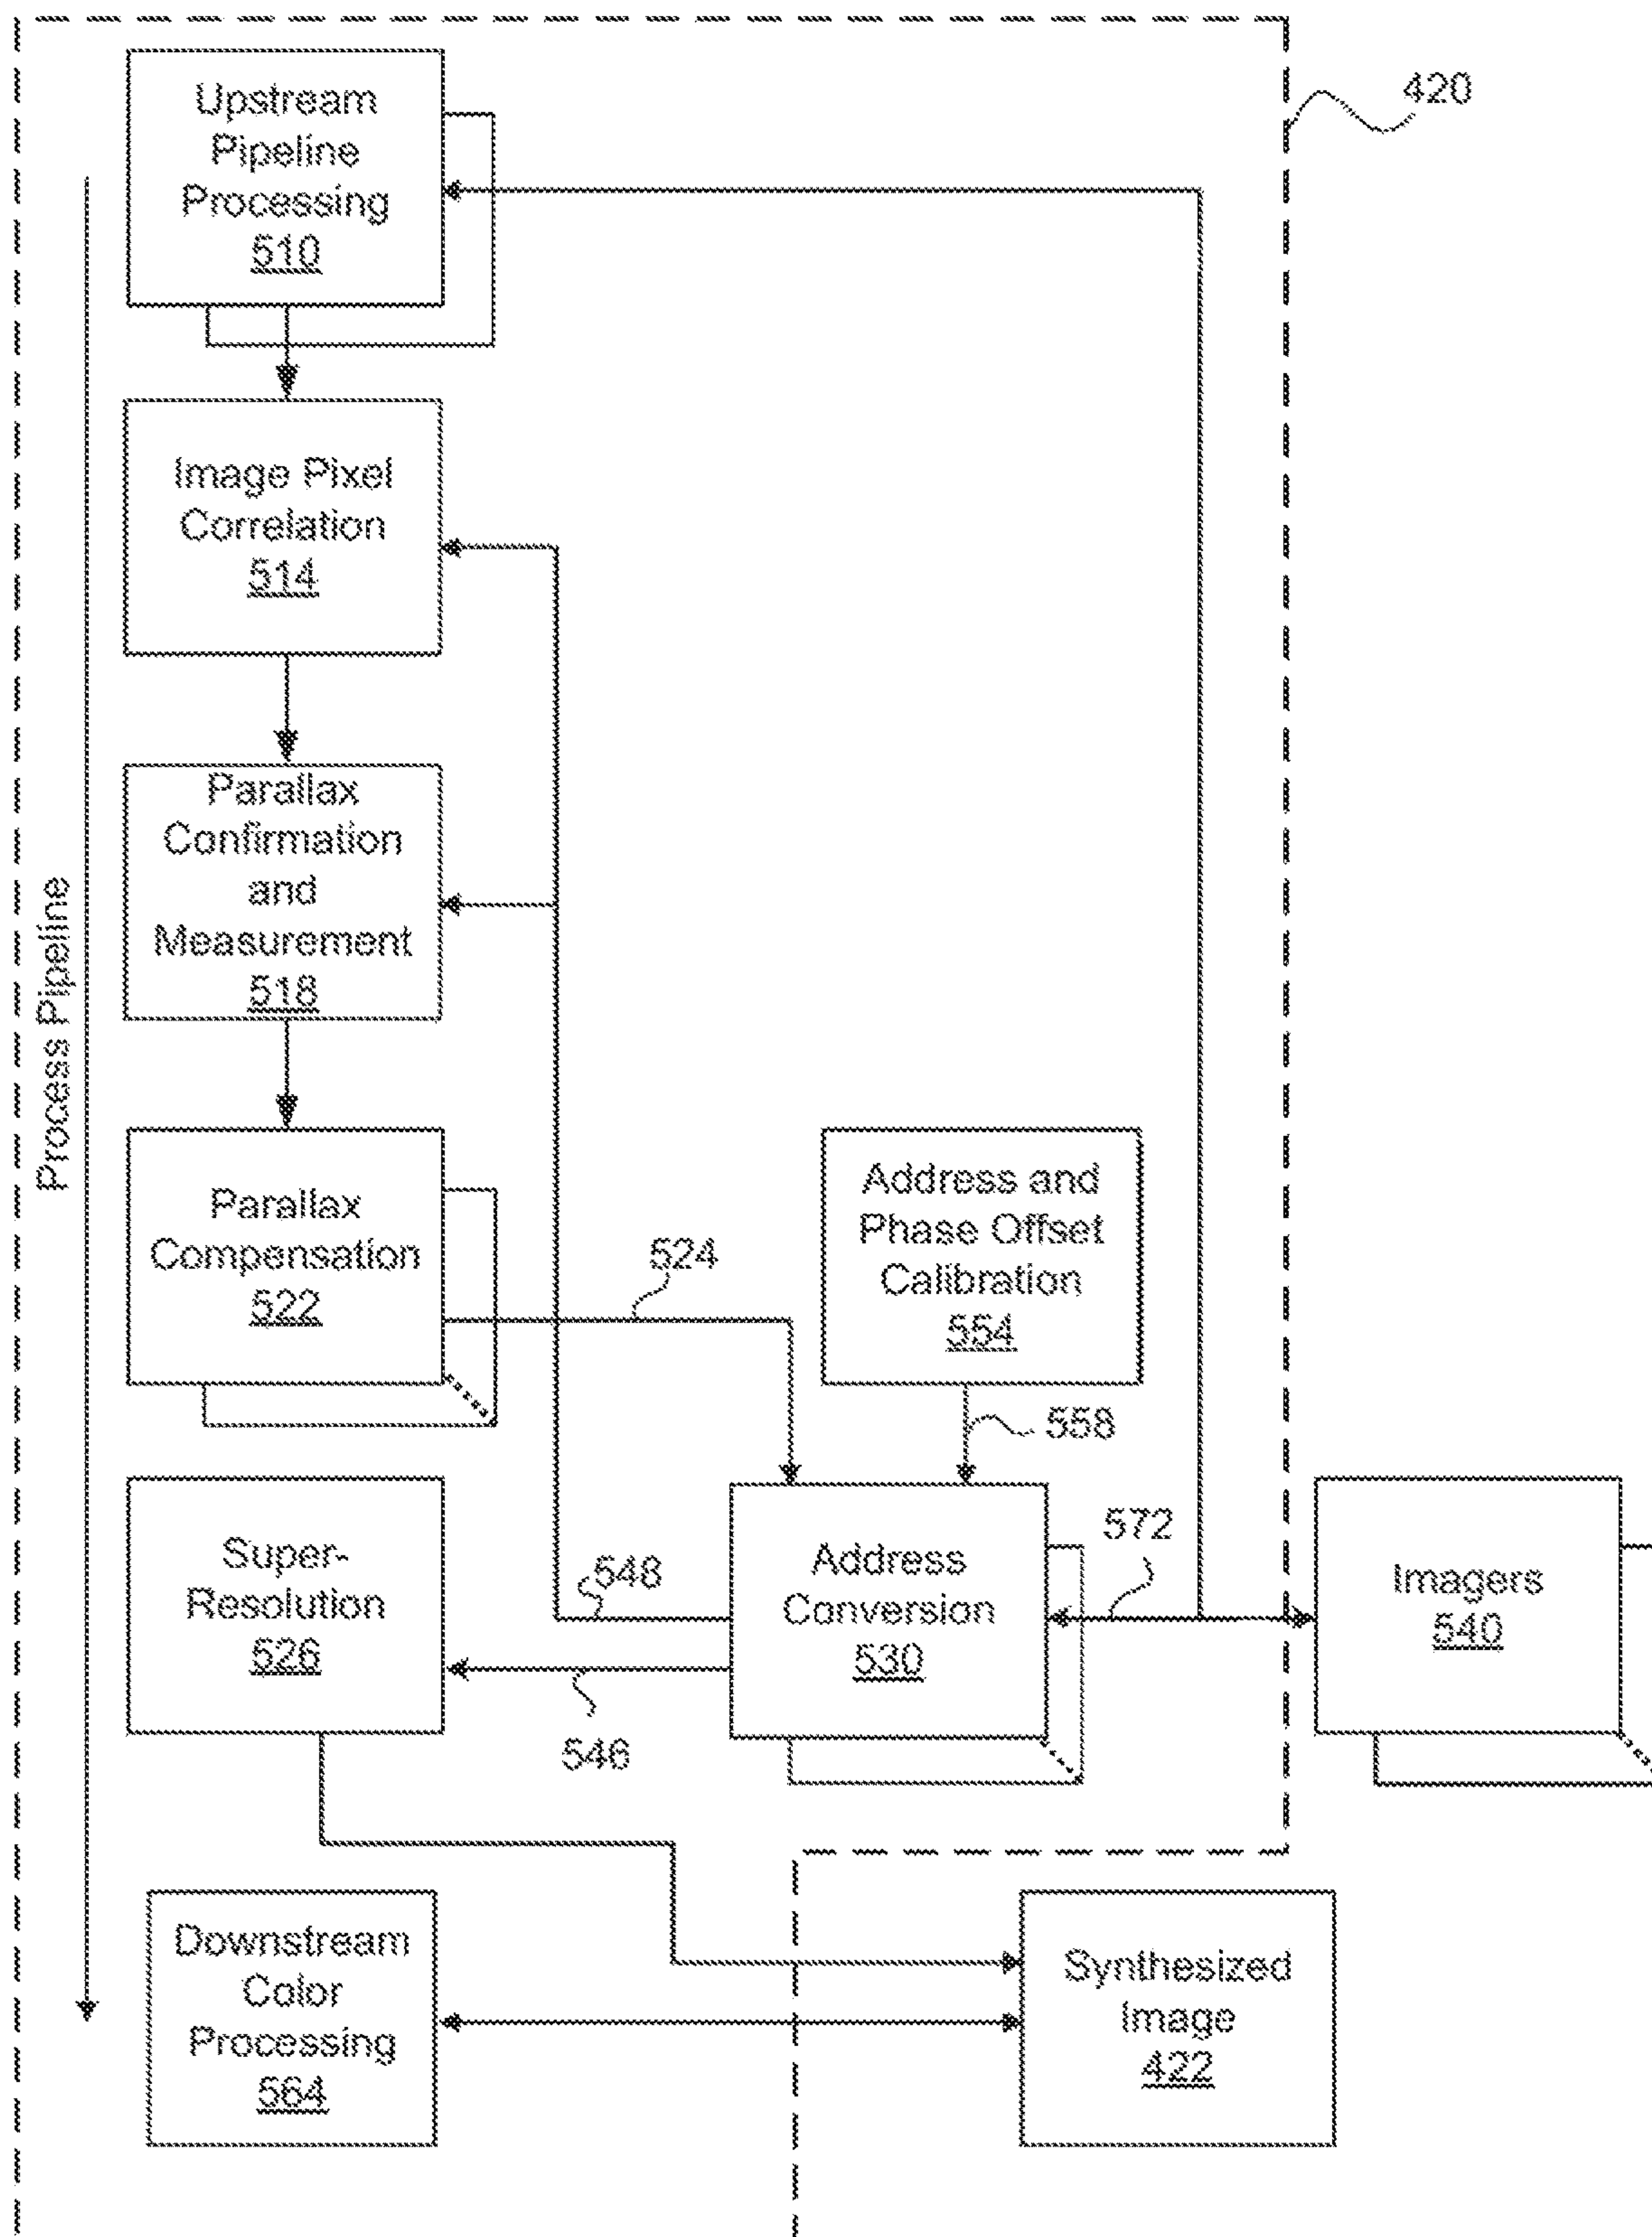 420
Upstream
Pipeline
Processing
510
Image Pixel
Correlation
514
Parallax
Confirmation
and
Measurement
518
Process Pipeline
Parallax
Compensation
522
524
Address and
Phase Offset
Calibration
554
558
Super-
Resolution
526
548
546
Address
Conversion
530
572
Imagers
540
Downstream
Color
Processing
564
Synthesized
Image
422